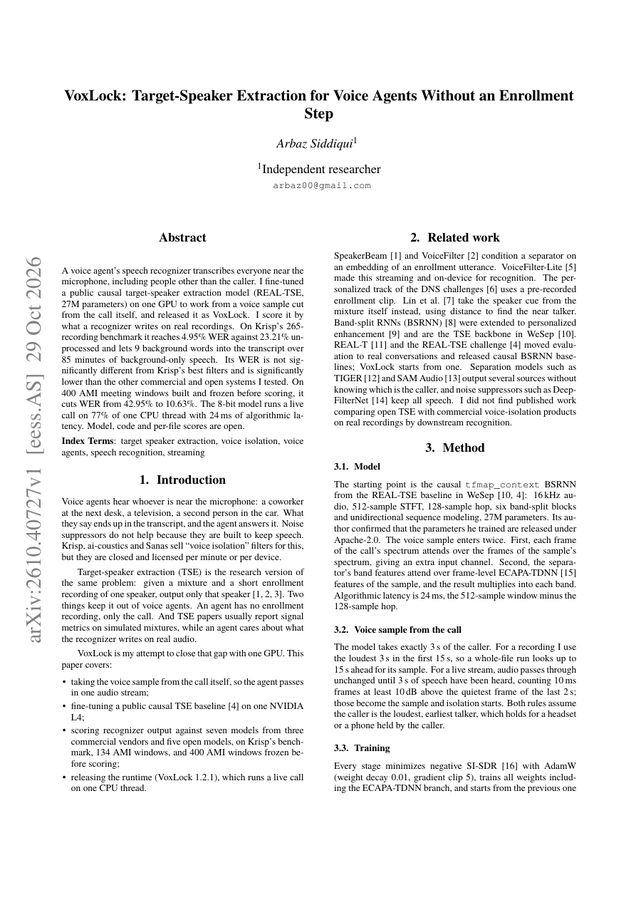 VoxLock: Target-Speaker Extraction for Voice Agents Without an Enrollment
Step
Arbaz Siddiqui1
1Independent researcher
arbaz00@gmail.com
arXiv:2610.40727v1 [eess.AS] 29 Oct 2026
Abstract
A voice agent's speech recognizer transcribes everyone near the
microphone, including people other than the caller. I fine-tuned
a public causal target-speaker extraction model (REAL-TSE,
27M parameters) on one GPU to work from a voice sample cut
from the call itself, and released it as VoxLock. I score it by
what a recognizer writes on real recordings. On Krisp's 265-
recording benchmark it reaches 4.95% WER against 23.21% un-
processed and lets 9 background words into the transcript over
85 minutes of background-only speech. Its WER is not sig-
nificantly different from Krisp's best filters and is significantly
lower than the other commercial and open systems I tested. On
400 AMI meeting windows built and frozen before scoring, it
cuts WER from 42.95% to 10.63%. The 8-bit model runs a live
call on 77% of one CPU thread with 24 ms of algorithmic la-
tency. Model, code and per-file scores are open.
Index Terms: target speaker extraction, voice isolation, voice
agents, speech recognition, streaming
1. Introduction
Voice agents hear whoever is near the microphone: a coworker
at the next desk, a television, a second person in the car. What
they say ends up in the transcript, and the agent answers it. Noise
suppressors do not help because they are built to keep speech.
Krisp, ai-coustics and Sanas sell “voice isolation” filters for this,
but they are closed and licensed per minute or per device.
Target-speaker extraction (TSE) is the research version of
the same problem: given a mixture and a short enrollment
recording of one speaker, output only that speaker [1, 2, 3]. Two
things keep it out of voice agents. An agent has no enrollment
recording, only the call. And TSE papers usually report signal
metrics on simulated mixtures, while an agent cares about what
the recognizer writes on real audio.
VoxLock is my attempt to close that gap with one GPU. This
paper covers:
• taking the voice sample from the call itself, so the agent passes
in one audio stream;
• fine-tuning a public causal TSE baseline [4] on one NVIDIA
L4;
• scoring recognizer output against seven models from three
commercial vendors and five open models, on Krisp's bench-
mark, 134 AMI windows, and 400 AMI windows frozen be-
fore scoring;
• releasing the runtime (VoxLock 1.2.1), which runs a live call
on one CPU thread.
2. Related work
SpeakerBeam [1] and VoiceFilter [2] condition a separator on
an embedding of an enrollment utterance. VoiceFilter-Lite [5]
made this streaming and on-device for recognition. The per-
sonalized track of the DNS challenges [6] uses a pre-recorded
enrollment clip. Lin et al. [7] take the speaker cue from the
mixture itself instead, using distance to find the near talker.
Band-split RNNs (BSRNN) [8] were extended to personalized
enhancement [9] and are the TSE backbone in WeSep [10].
REAL-T [11] and the REAL-TSE challenge [4] moved evalu-
ation to real conversations and released causal BSRNN base-
lines; VoxLock starts from one. Separation models such as
TIGER [12] and SAM Audio [13] output several sources without
knowing which is the caller, and noise suppressors such as Deep-
FilterNet [14] keep all speech. I did not find published work
comparing open TSE with commercial voice-isolation products
on real recordings by downstream recognition.
3. Method
3.1. Model
The starting point is the causal tfmap_context BSRNN
from the REAL-TSE baseline in WeSep [10, 4]: 16 kHz au-
dio, 512-sample STFT, 128-sample hop, six band-split blocks
and unidirectional sequence modeling, 27M parameters. Its au-
thor confirmed that the parameters he trained are released under
Apache-2.0. The voice sample enters twice. First, each frame
of the call's spectrum attends over the frames of the sample's
spectrum, giving an extra input channel. Second, the separa-
tor's band features attend over frame-level ECAPA-TDNN [15]
features of the sample, and the result multiplies into each band.
Algorithmic latency is 24 ms, the 512-sample window minus the
128-sample hop.
3.2. Voice sample from the call
The model takes exactly 3 s of the caller. For a recording I use
the loudest 3 s in the first 15 s, so a whole-file run looks up to
15 s ahead for its sample. For a live stream, audio passes through
unchanged until 3 s of speech have been heard, counting 10 ms
frames at least 10 dB above the quietest frame of the last 2 s;
those become the sample and isolation starts. Both rules assume
the caller is the loudest, earliest talker, which holds for a headset
or a phone held by the caller.
3.3. Training
Every stage minimizes negative SI-SDR [16] with AdamW
(weight decay 0.01, gradient clip 5), trains all weights includ-
ing the ECAPA-TDNN branch, and starts from the previous one